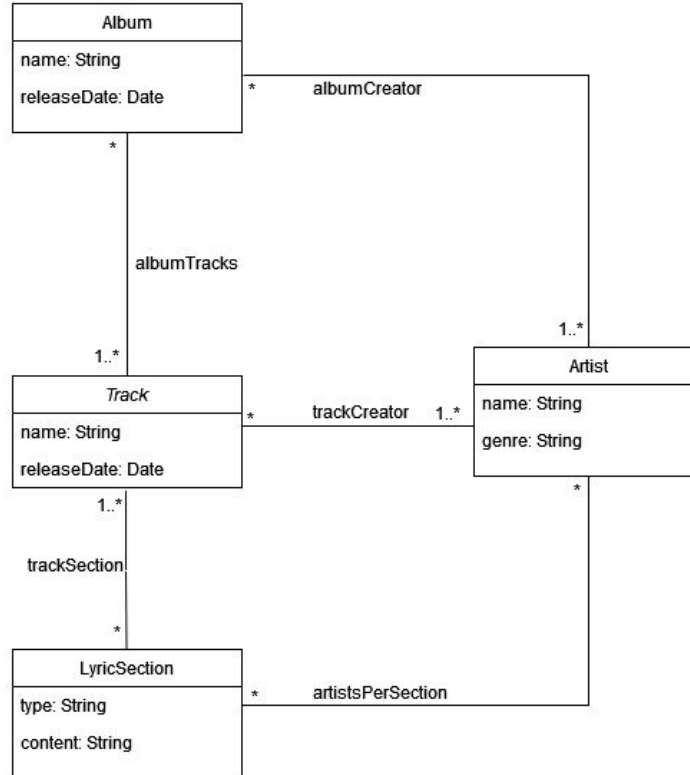 Album
name: String
releaseDate: Date
*
albumCreator
*
albumTracks
1..*
1..*
Track
name: String
releaseDate: Date
*
trackCreator
1..*
Artist
name: String
genre: String
*
1..*
trackSection
*
LyricSection
type: String
content: String
*
artistsPerSection